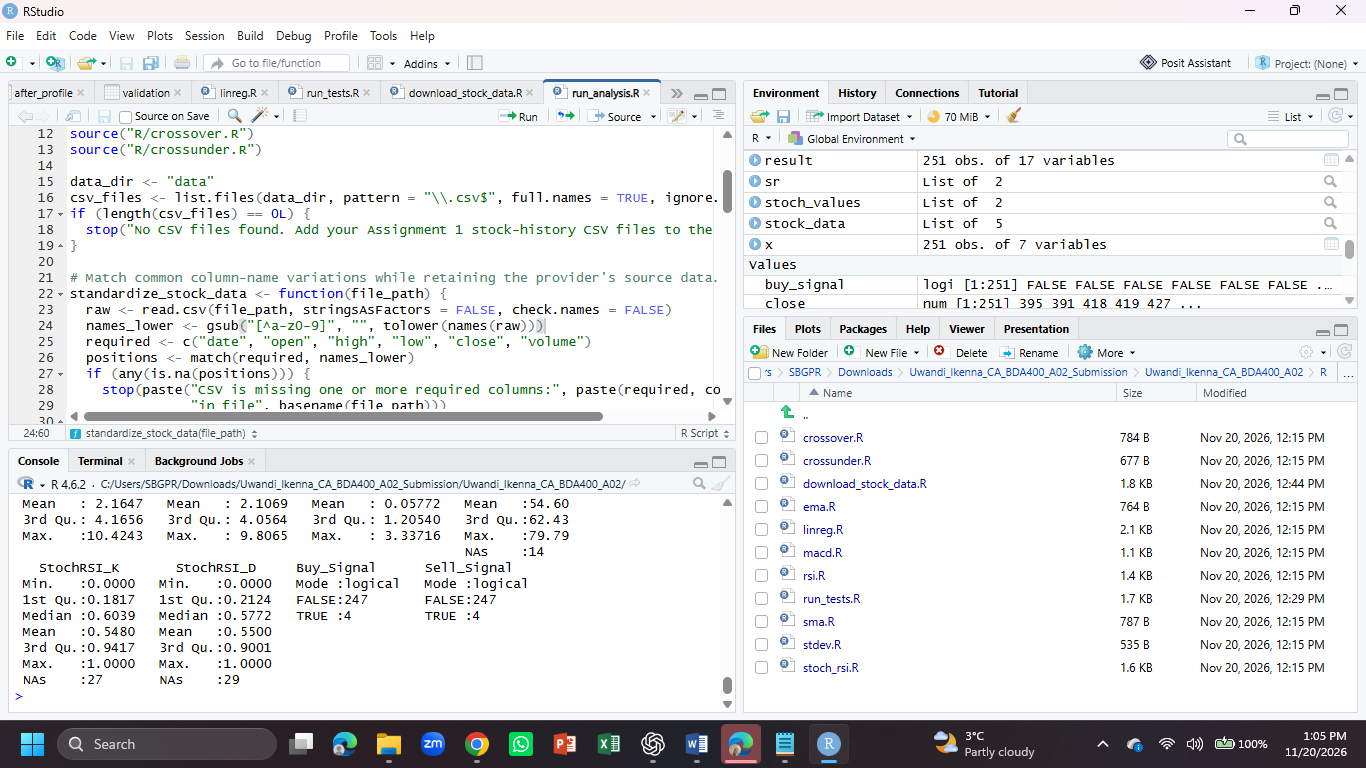 RStudio
File Edit Code View Plots Session Build Debug Profile Tools Help
Go to file/function Addins Posit Assistant Project: (None)
after_profile validation linreg.R run_tests.R download_stock_data.R run_analysis.R
Source on Save Run Source
12 source("R/crossover.R")
13 source("R/crossunder.R")
14
15 data_dir <- "data"
16 csv_files <- list.files(data_dir, pattern = "\\.csv$", full.names = TRUE, ignore.
17 if (length(csv_files) == 0L) {
18 stop("No CSV files found. Add your Assignment 1 stock-history CSV files to the
19 }
20
21 # Match common column-name variations while retaining the provider's source data.
22 standardize_stock_data <- function(file_path) {
23 raw <- read.csv(file_path, stringsAsFactors = FALSE, check.names = FALSE)
24 names_lower <- gsub("[^a-z0-9]", "", tolower(names(raw)))
25 required <- c("date", "open", "high", "low", "close", "volume")
26 positions <- match(required, names_lower)
27 if (any(is.na(positions))) {
28 stop(paste("CSV is missing one or more required columns:", paste(required, co
29 "in file", basename(file_path)))
30
24:60 standardize_stock_data(file_path) R Script
Console Terminal Background Jobs
R R 4.6.2 · C:/Users/SBGPR/Downloads/Uwandi_Ikenna_CA_BDA400_A02_Submission/Uwandi_Ikenna_CA_BDA400_A02/
Mean : 2.1647 Mean : 2.1069 Mean : 0.05772 Mean :54.60
3rd Qu.: 4.1656 3rd Qu.: 4.0564 3rd Qu.: 1.20540 3rd Qu.:62.43
Max. :10.4243 Max. : 9.8065 Max. : 3.33716 Max. :79.79
NAs :14
StochRSI_K StochRSI_D Buy_Signal Sell_Signal
Min. :0.0000 Min. :0.0000 Mode :logical Mode :logical
1st Qu.:0.1817 1st Qu.:0.2124 FALSE:247 FALSE:247
Median :0.6039 Median :0.5772 TRUE :4 TRUE :4
Mean :0.5480 Mean :0.5500
3rd Qu.:0.9417 3rd Qu.:0.9001
Max. :1.0000 Max. :1.0000
NAs :27 NAs :29
>
Environment History Connections Tutorial
Import Dataset 70 MiB List
R Global Environment
result 251 obs. of 17 variables
sr List of 2
stoch_values List of 2
stock_data List of 5
x 251 obs. of 7 variables
Values
buy_signal logi [1:251] FALSE FALSE FALSE FALSE FALSE FALSE ...
close num [1:251] 395 391 418 419 427 ...
Files Plots Packages Help Viewer Presentation
New Folder New File Delete Rename More
rs SBGPR Downloads Uwandi_Ikenna_CA_BDA400_A02_Submission Uwandi_Ikenna_CA_BDA400_A02 R ...
Name Size Modified
..
crossover.R 784 B Nov 20, 2026, 12:15 PM
crossunder.R 677 B Nov 20, 2026, 12:15 PM
download_stock_data.R 1.8 KB Nov 20, 2026, 12:44 PM
ema.R 764 B Nov 20, 2026, 12:15 PM
linreg.R 2.1 KB Nov 20, 2026, 12:15 PM
macd.R 1.1 KB Nov 20, 2026, 12:15 PM
rsi.R 1.4 KB Nov 20, 2026, 12:15 PM
run_tests.R 1.7 KB Nov 20, 2026, 12:29 PM
sma.R 787 B Nov 20, 2026, 12:15 PM
stdev.R 535 B Nov 20, 2026, 12:15 PM
stoch_rsi.R 1.6 KB Nov 20, 2026, 12:15 PM
Search zm 3°C 100% 1:05 PM
Partly cloudy 11/20/2026